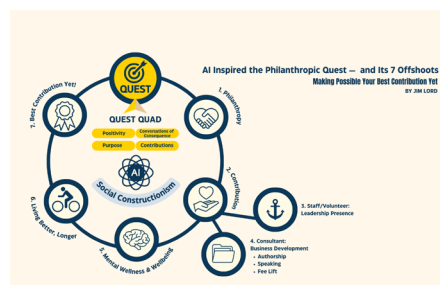 AI Inspired the Philanthropic Quest — and Its 7 Offshoots
Making Possible Your Best Contribution Yet
BY JIM LORD
QUEST
QUEST QUAD
Positivity
Conversations of
Consequence
Purpose
Contributions
AI
Social Constructionism
1. Philanthropy
2. Contribution
3. Staff/Volunteer:
Leadership Presence
4. Consultant:
Business Development
• Authorship
• Speaking
• Fee Lift
5. Mental Wellness & Wellbeing
6. Living Better, Longer
7. Best Contribution Yet!